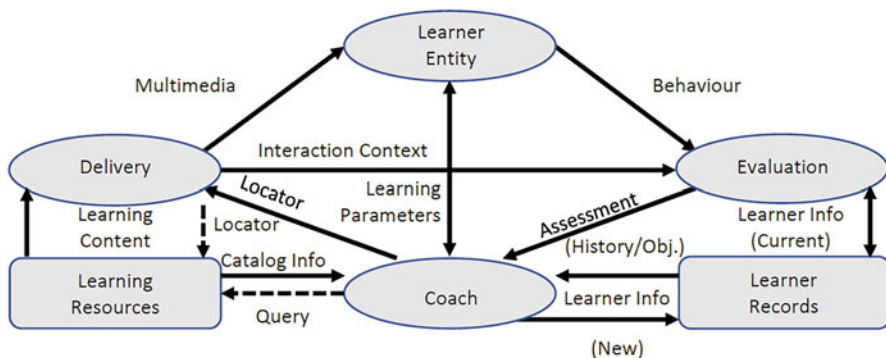 Learner
Entity
Multimedia
Behaviour
Delivery
Interaction Context
Evaluation
Locator
Learning
Parameters
Assessment
Learning
Content
Locator
Learner Info
(Current)
(History/Obj.)
Catalog Info
Learning
Resources
Coach
Learner
Records
Query
Learner Info
(New)